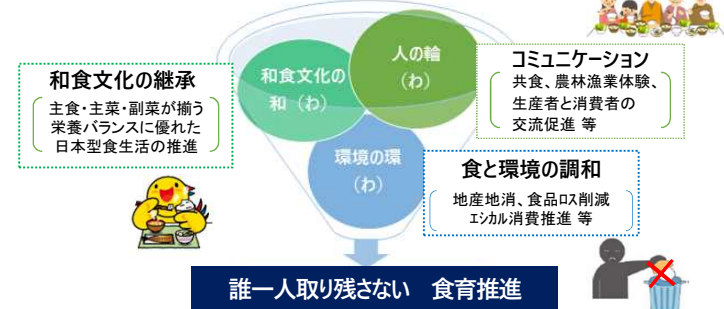 和食文化の継承
主食・主菜・副菜が揃う
栄養バランスに優れた
日本型食生活の推進
和食文化の
和（わ）
人の輪
（わ）
環境の環
（わ）
コミュニケーション
共食、農林漁業体験、
生産者と消費者の
交流促進 等
食と環境の調和
地産地消、食品ロス削減
エシカル消費推進 等
誰一人取り残さない　食育推進